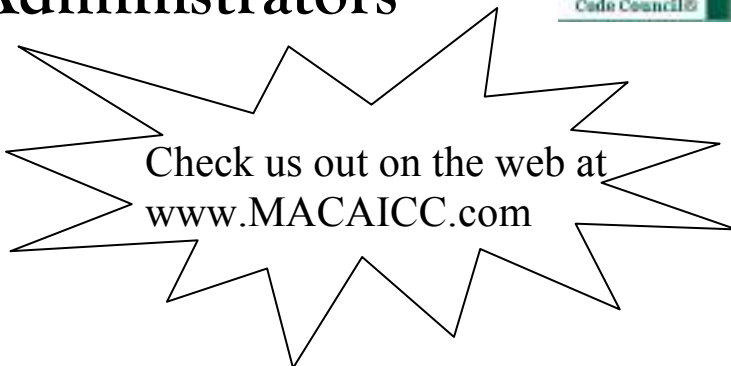 Administrators
Code Council®
Check us out on the web at
www.MACAICC.com